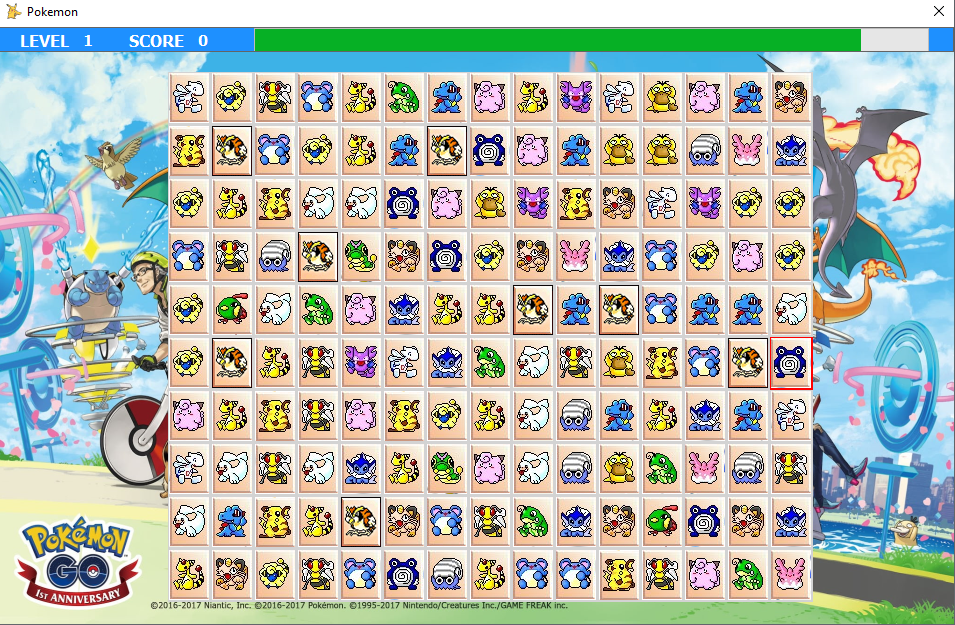 Pokemon
LEVEL 1 SCORE 0
Pokémon
GO
1ST ANNIVERSARY
©2016-2017 Niantic, Inc. ©2016-2017 Pokémon. ©1995-2017 Nintendo/Creatures Inc./GAME FREAK inc.